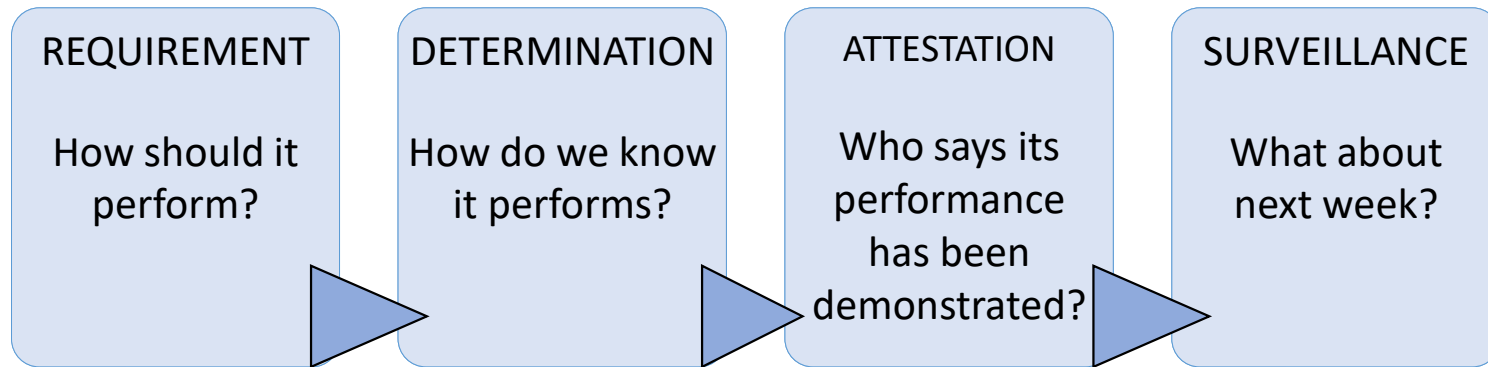 REQUIREMENT
How should it
perform?
DETERMINATION
How do we know
it performs?
ATTESTATION
Who says its
performance
has been
demonstrated?
SURVEILLANCE
What about
next week?